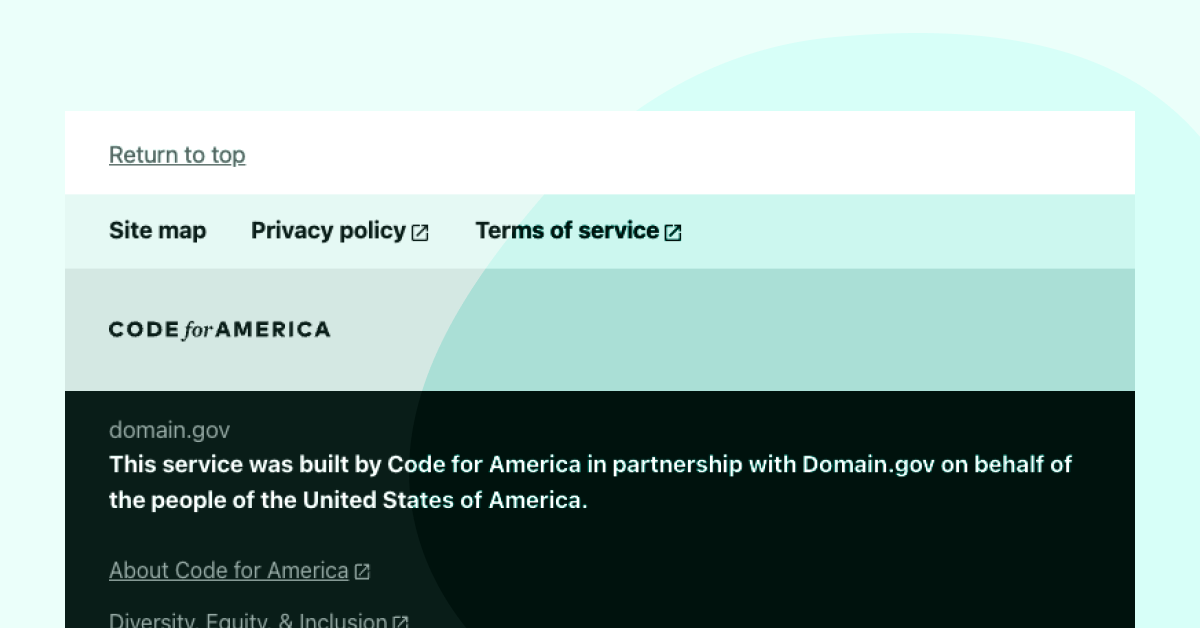 Return to top
Site map Privacy policy Terms of service
CODE for AMERICA
domain.gov
This service was built by Code for America in partnership with Domain.gov on behalf of
the people of the United States of America.
About Code for America
Diversity, Equity, & Inclusion